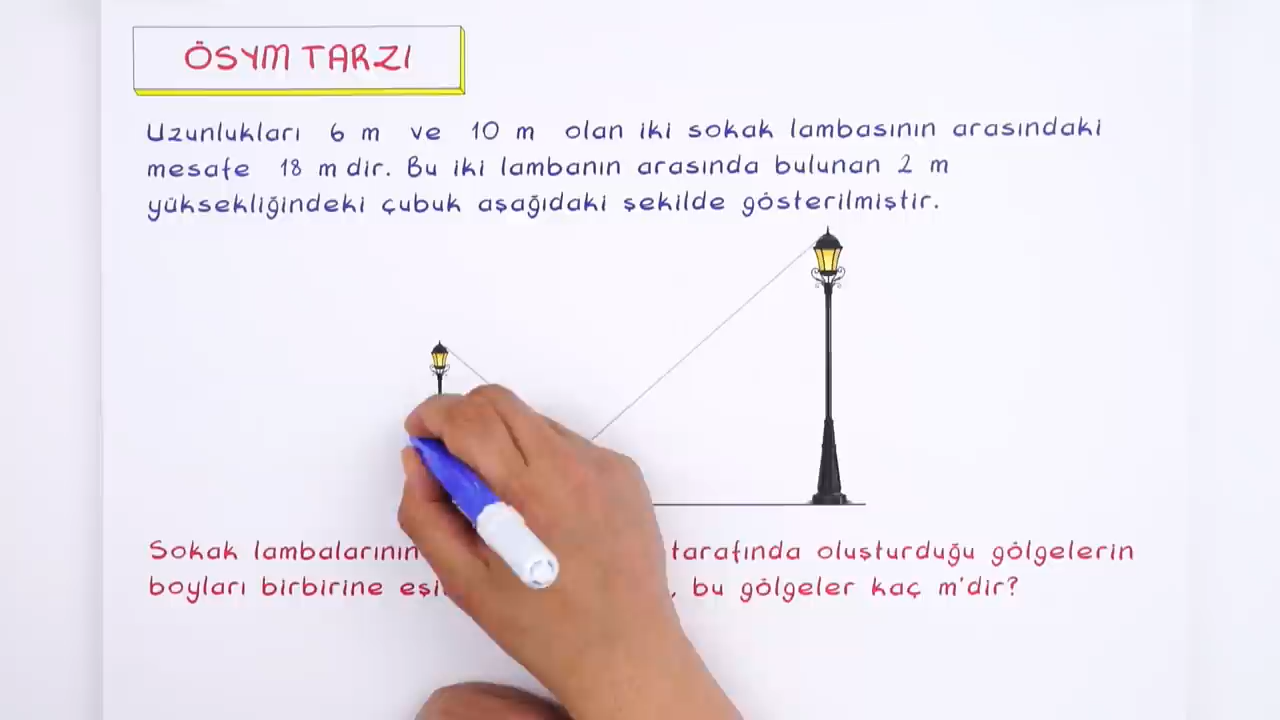 ÖSYM TARZI
Uzunlukları 6 m ve 10 m olan iki sokak lambasının arasındaki
mesafe 18 m dir. Bu iki lambanın arasında bulunan 2 m
yüksekliğindeki çubuk aşağıdaki şekilde gösterilmiştir.
Sokak lambalarının tarafında oluşturduğu gölgelerin
boyları birbirine , bu gölgeler kaç m'dir?